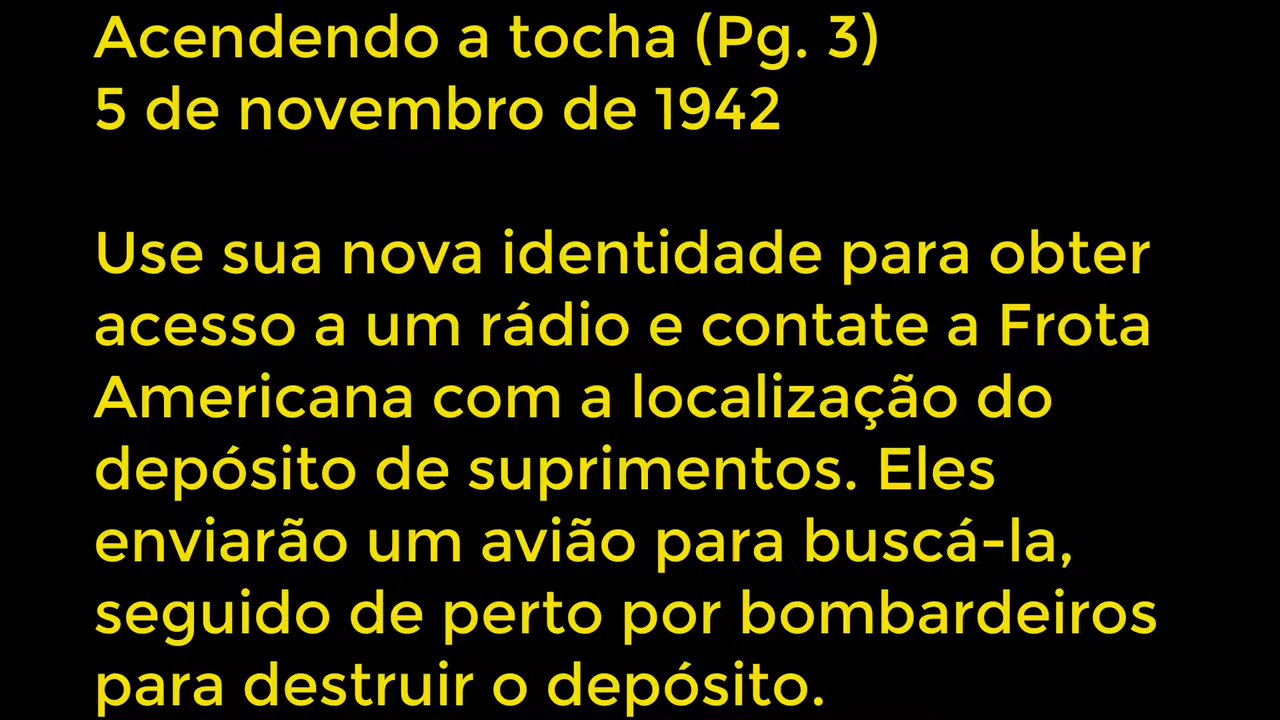 Acendendo a tocha (Pg. 3)
5 de novembro de 1942
Use sua nova identidade para obter
acesso a um rádio e contate a Frota
Americana com a localização do
depósito de suprimentos. Eles
enviarão um avião para buscá-la,
seguido de perto por bombardeiros
para destruir o depósito.